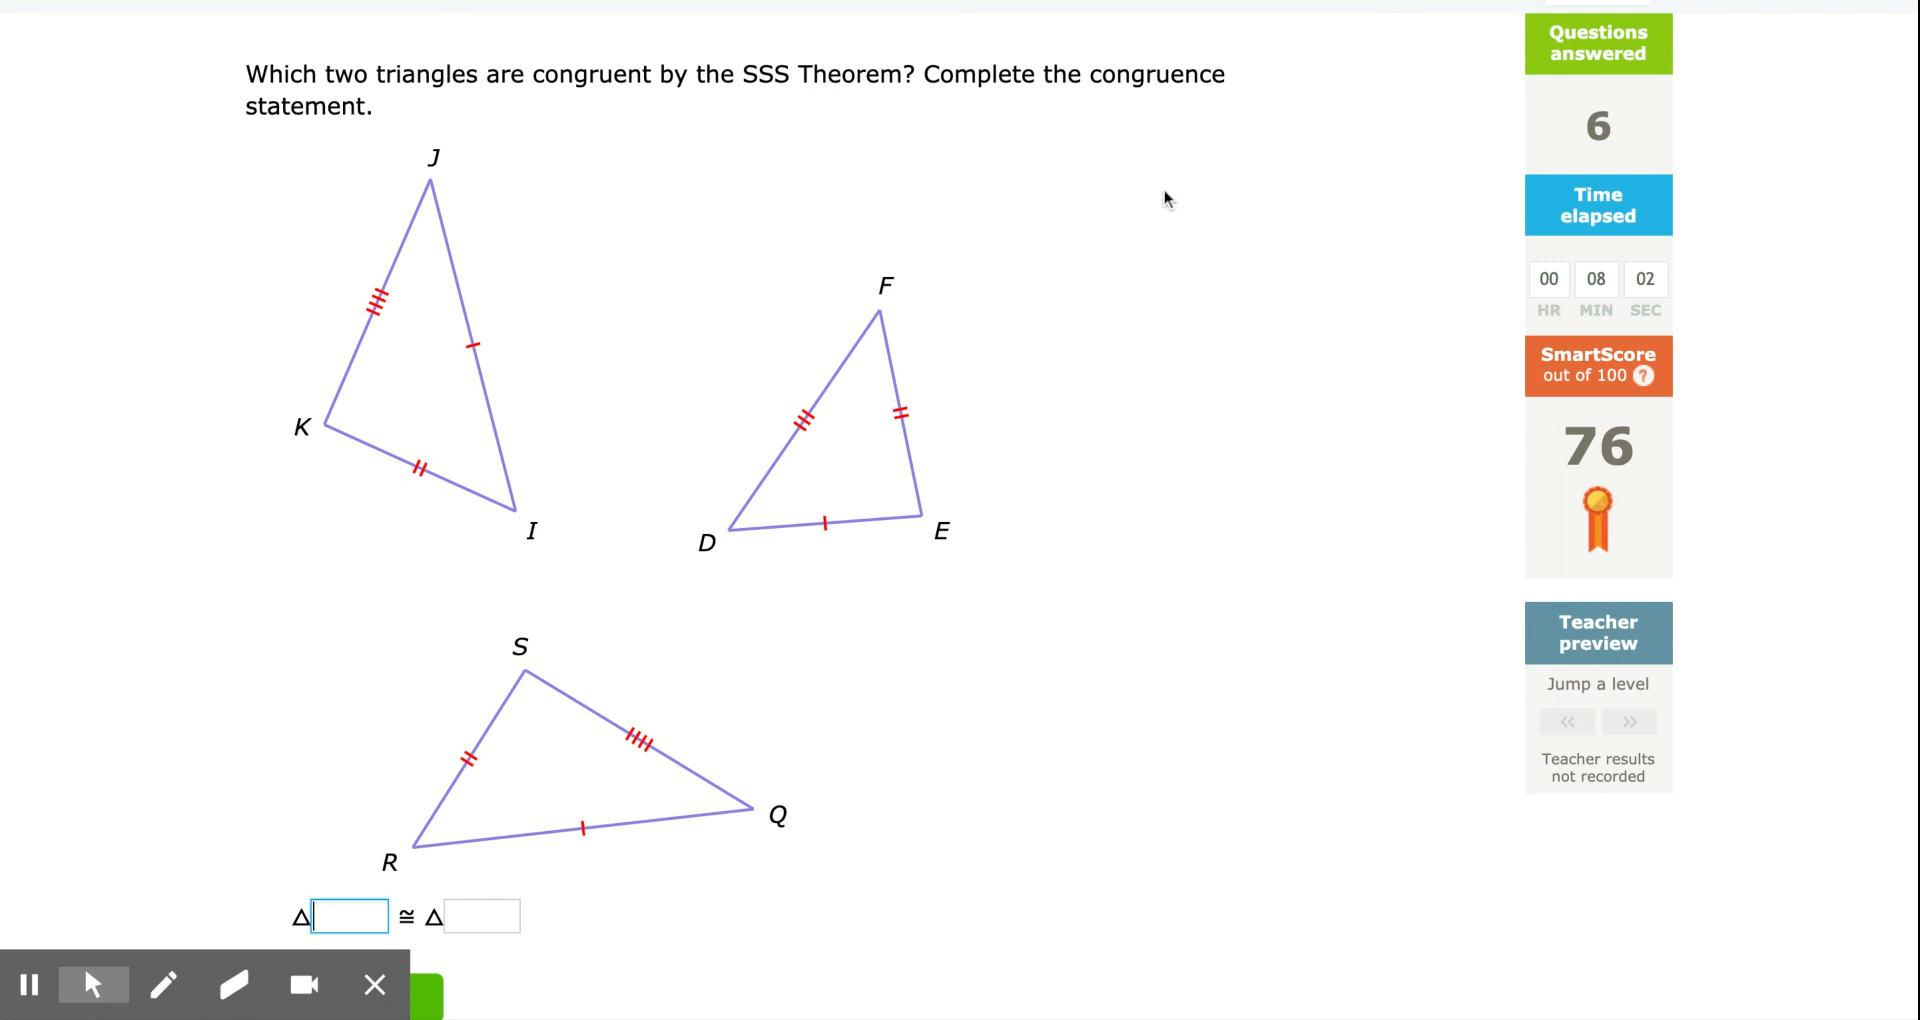 Which two triangles are congruent by the SSS Theorem? Complete the congruence
statement.
J
K
I
F
D
E
S
R
Q
△ ≅ △
Questions
answered
6
Time
elapsed
00 08 02
HR MIN SEC
SmartScore
out of 100 ?
76
Teacher
preview
Jump a level
<< >>
Teacher results
not recorded